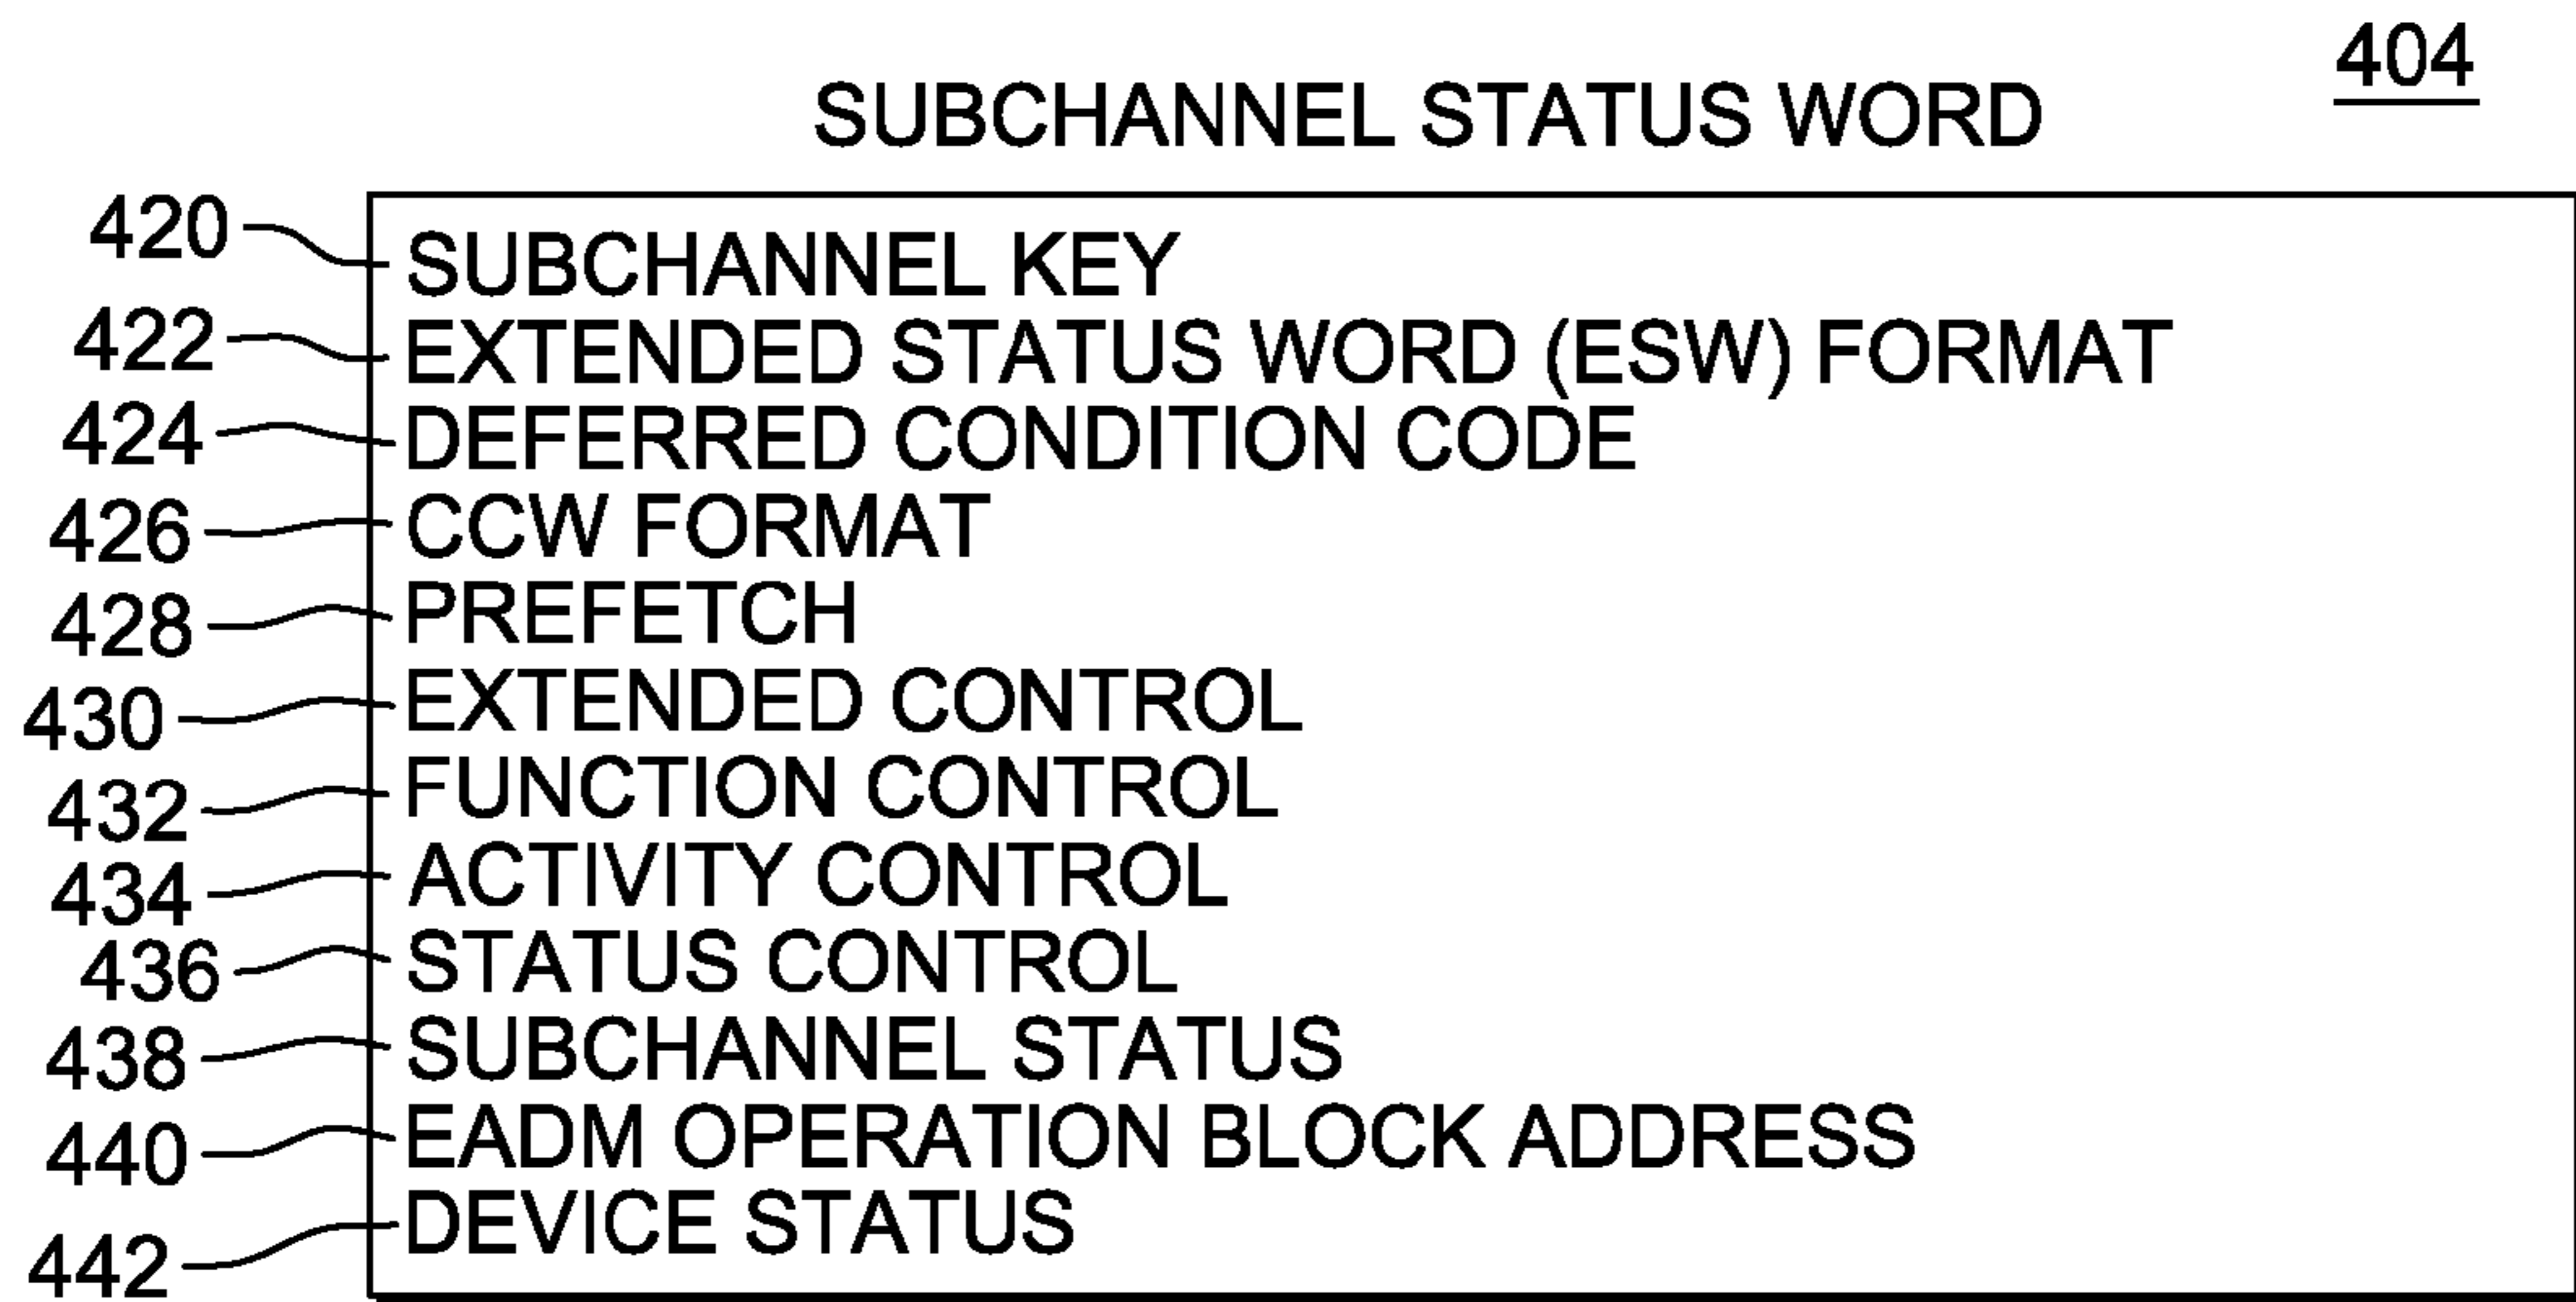 404
SUBCHANNEL STATUS WORD
420 SUBCHANNEL KEY
422 EXTENDED STATUS WORD (ESW) FORMAT
424 DEFERRED CONDITION CODE
426 CCW FORMAT
428 PREFETCH
430 EXTENDED CONTROL
432 FUNCTION CONTROL
434 ACTIVITY CONTROL
436 STATUS CONTROL
438 SUBCHANNEL STATUS
440 EADM OPERATION BLOCK ADDRESS
442 DEVICE STATUS